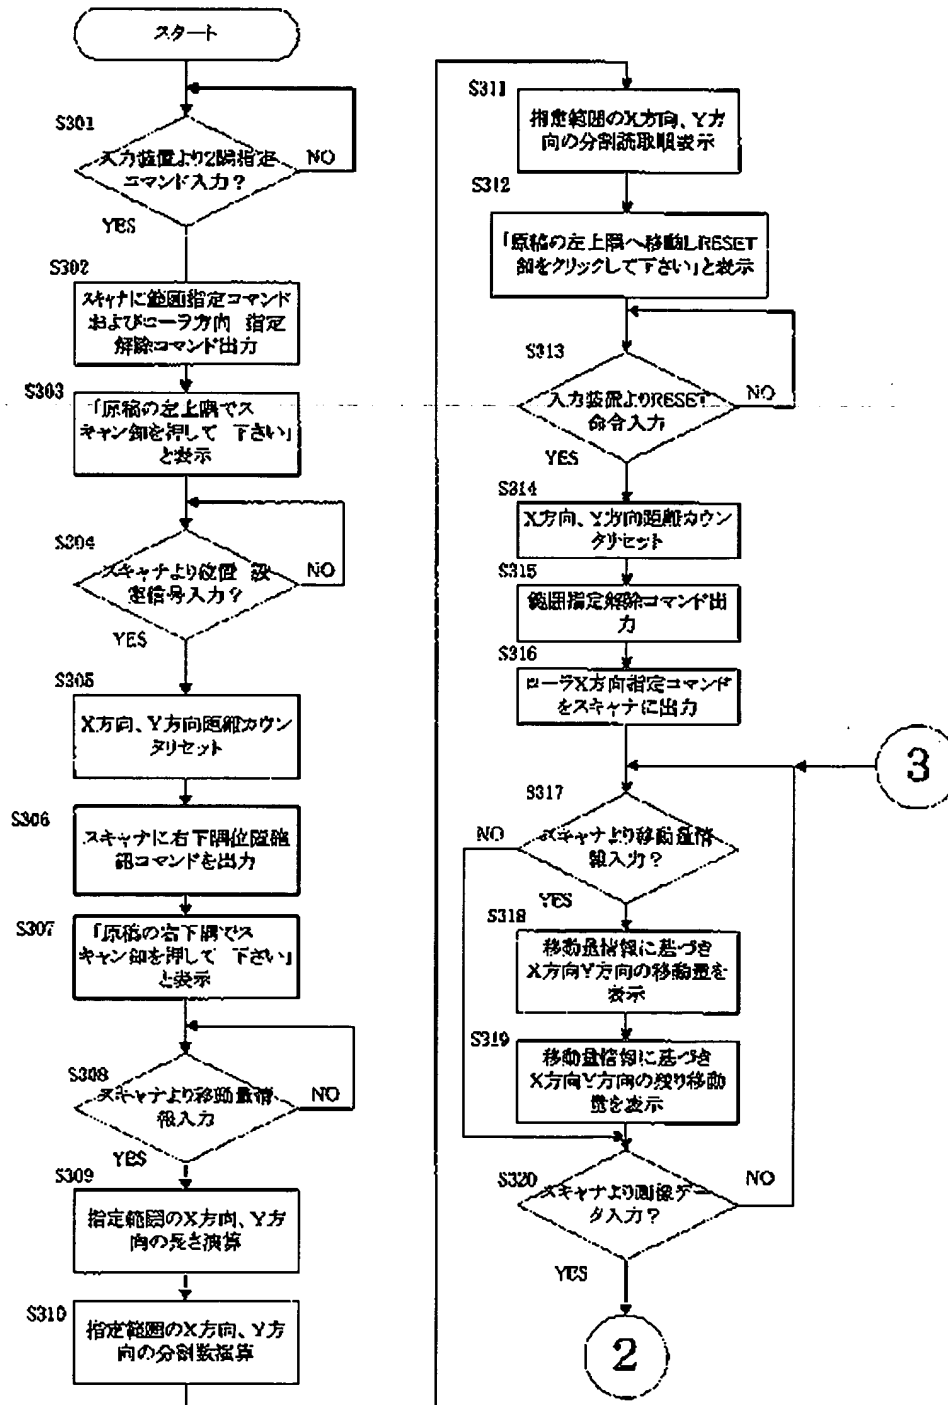 スタート
S301
入力装置より2隅指定
コマンド入力？
NO
YES
S302
スキャナに範囲指定コマンド
およびローラ方向 指定
解除コマンド出力
S303
「原稿の左上隅でス
キャン釦を押して 下さい」
と表示
S304
スキャナより位置 設
定信号入力？
NO
YES
S305
X方向、Y方向距離カウン
タリセット
S306
スキャナに右下隅位置確
認コマンドを出力
S307
「原稿の右下隅でス
キャン釦を押して 下さい」
と表示
S308
スキャナより移動量情
報入力
NO
YES
S309
指定範囲のX方向、Y方
向の長さ演算
S310
指定範囲のX方向、Y方
向の分割数演算
S311
指定範囲のX方向、Y方
向の分割読取順表示
S312
「原稿の左上隅へ移動しRESET
釦をクリックして下さい」と表示
S313
入力装置よりRESET
命令入力
NO
YES
S314
X方向、Y方向距離カウン
タリセット
S315
範囲指定解除コマンド出
力
S316
ローラX方向指定コマンド
をスキャナに出力
3
S317
スキャナより移動量情
報入力？
NO
YES
S318
移動量情報に基づき
X方向Y方向の移動量を
表示
S319
移動量情報に基づき
X方向Y方向の残り移動
量を表示
S320
スキャナより画像デー
タ入力？
NO
YES
2